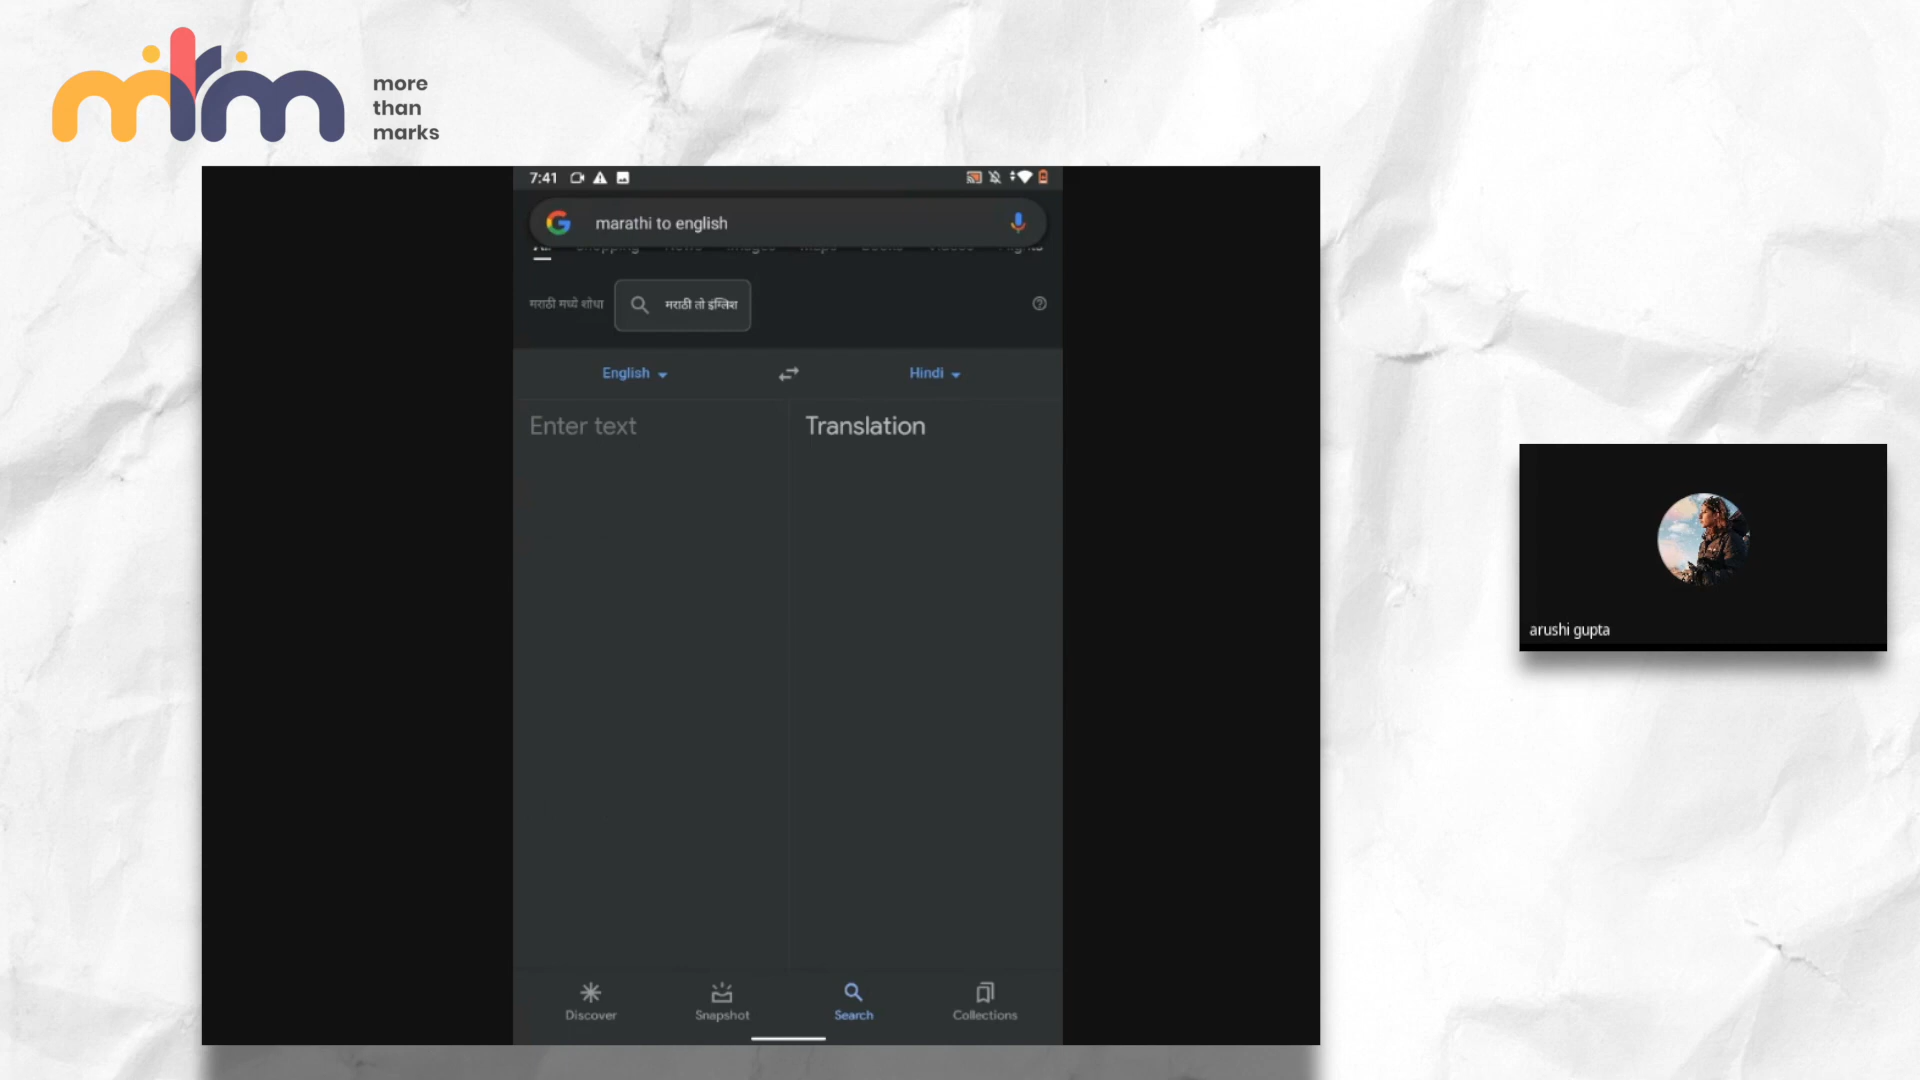 mtm
more
than
marks
7:41
marathi to english
मराठी मध्ये शोधा
मराठी तो इंग्लिश
English
Hindi
Enter text
Translation
Discover
Snapshot
Search
Collections
arushi gupta